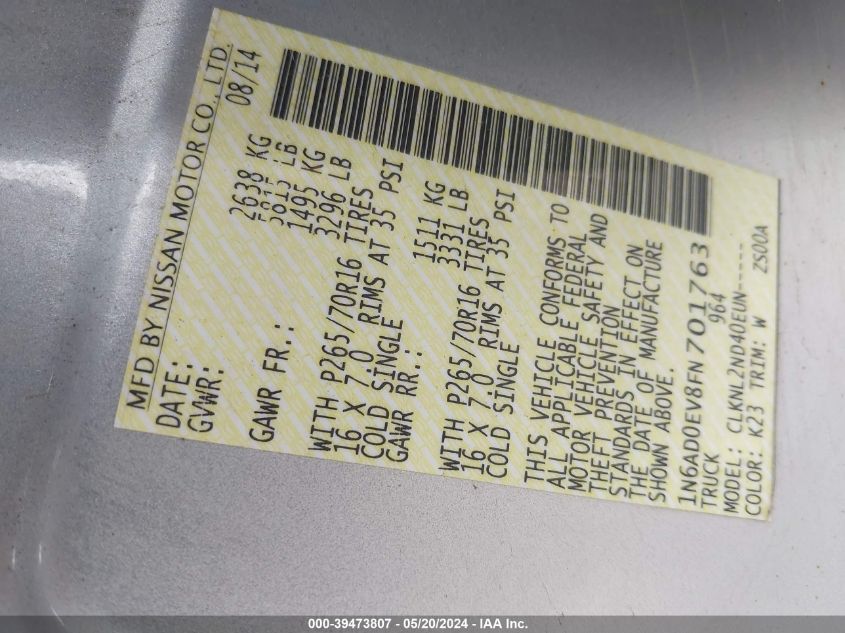 MFD BY NISSAN MOTOR CO., LTD.
DATE: 08/14
GVWR: 2638 KG
5815 LB
GAWR FR.: 1495 KG
3296 LB
WITH P265/70R16 TIRES
16 X 7.0 RIMS AT 35 PSI
COLD SINGLE
GAWR RR.: 1511 KG
3331 LB
WITH P265/70R16 TIRES
16 X 7.0 RIMS AT 35 PSI
COLD SINGLE
THIS VEHICLE CONFORMS TO
ALL APPLICABLE FEDERAL
MOTOR VEHICLE SAFETY AND
THEFT PREVENTION
STANDARDS IN EFFECT ON
THE DATE OF MANUFACTURE
SHOWN ABOVE.
1N6AD0EV8FN701763
TRUCK 964
MODEL: CLKNL2ND40EUN-----
COLOR: K23 TRIM: W ZS00A
000-39473807 - 05/20/2024 - IAA Inc.